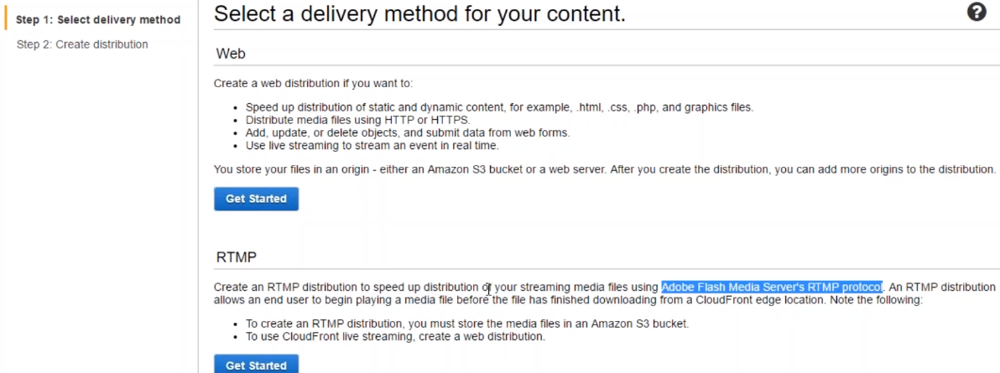 Step 1: Select delivery method
Step 2: Create distribution
Select a delivery method for your content.
Web
Create a web distribution if you want to:
• Speed up distribution of static and dynamic content, for example, .html, .css, .php, and graphics files.
• Distribute media files using HTTP or HTTPS.
• Add, update, or delete objects, and submit data from web forms.
• Use live streaming to stream an event in real time.
You store your files in an origin - either an Amazon S3 bucket or a web server. After you create the distribution, you can add more origins to the distribution.
Get Started
RTMP
Create an RTMP distribution to speed up distribution of your streaming media files using Adobe Flash Media Server's RTMP protocol. An RTMP distribution
allows an end user to begin playing a media file before the file has finished downloading from a CloudFront edge location. Note the following:
• To create an RTMP distribution, you must store the media files in an Amazon S3 bucket.
• To use CloudFront live streaming, create a web distribution.
Get Started